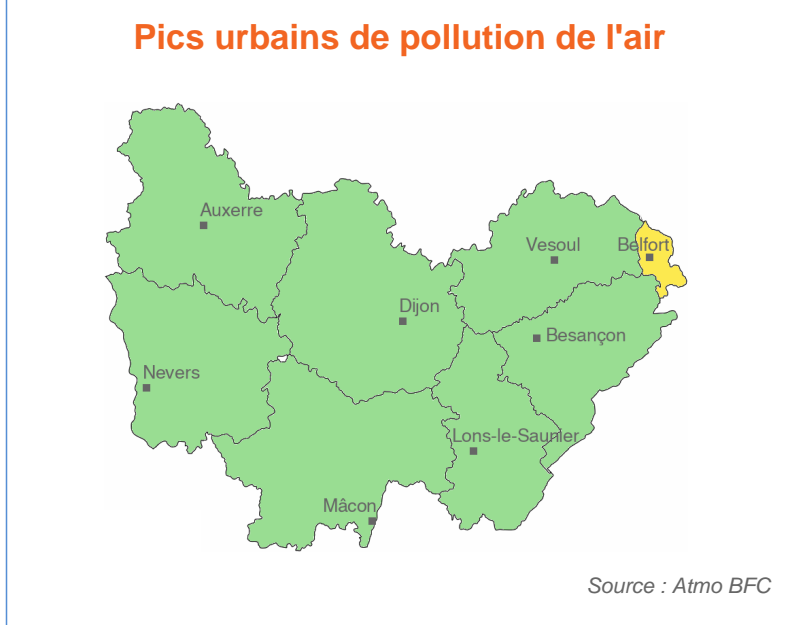 Pics urbains de pollution de l'air
Auxerre
Vesoul
Belfort
Dijon
Besançon
Nevers
Lons-le-Saunier
Mâcon
Source : Atmo BFC